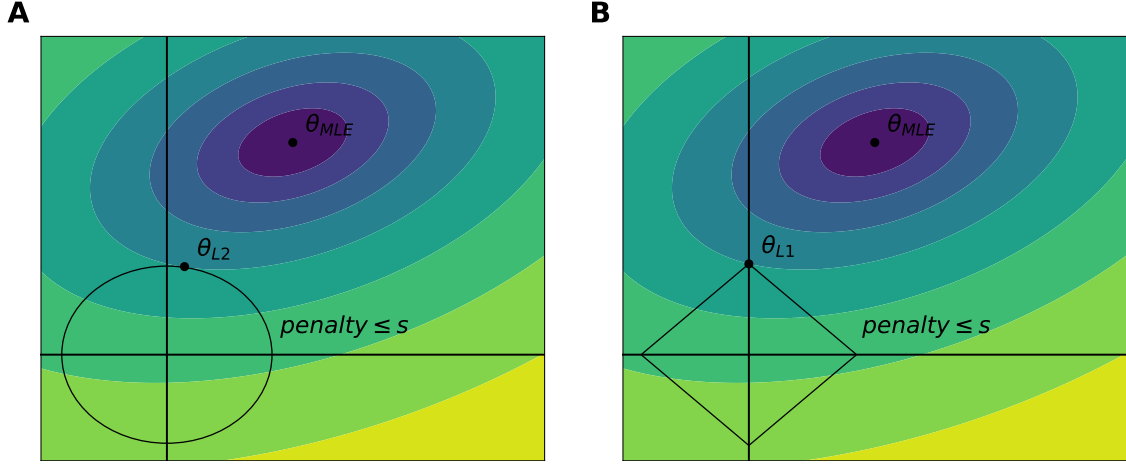 A
B
θ_MLE
θ_MLE
θ_L2
θ_L1
penalty ≤ s
penalty ≤ s